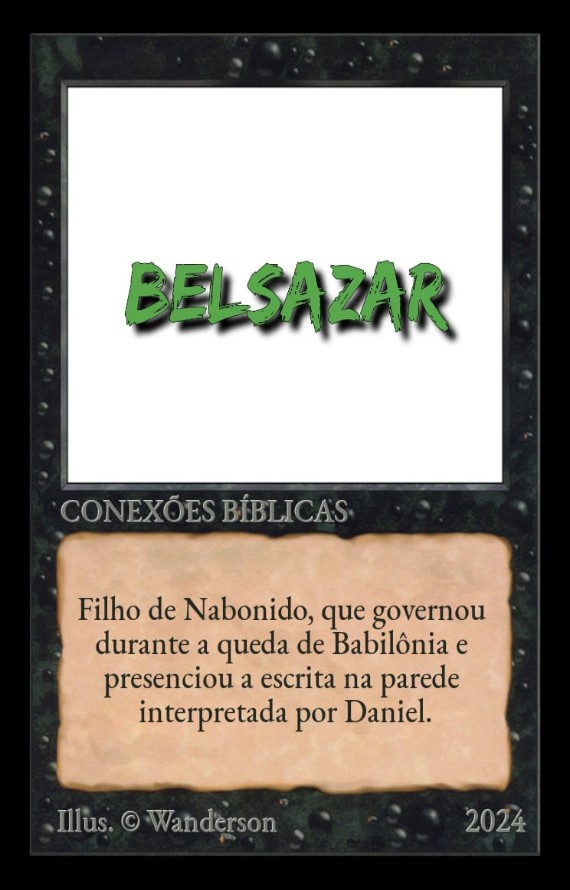 BELSAZAR
CONEXÕES BÍBLICAS
Filho de Nabonido, que governou
durante a queda de Babilônia e
presenciou a escrita na parede
interpretada por Daniel.
Illus. © Wanderson
2024